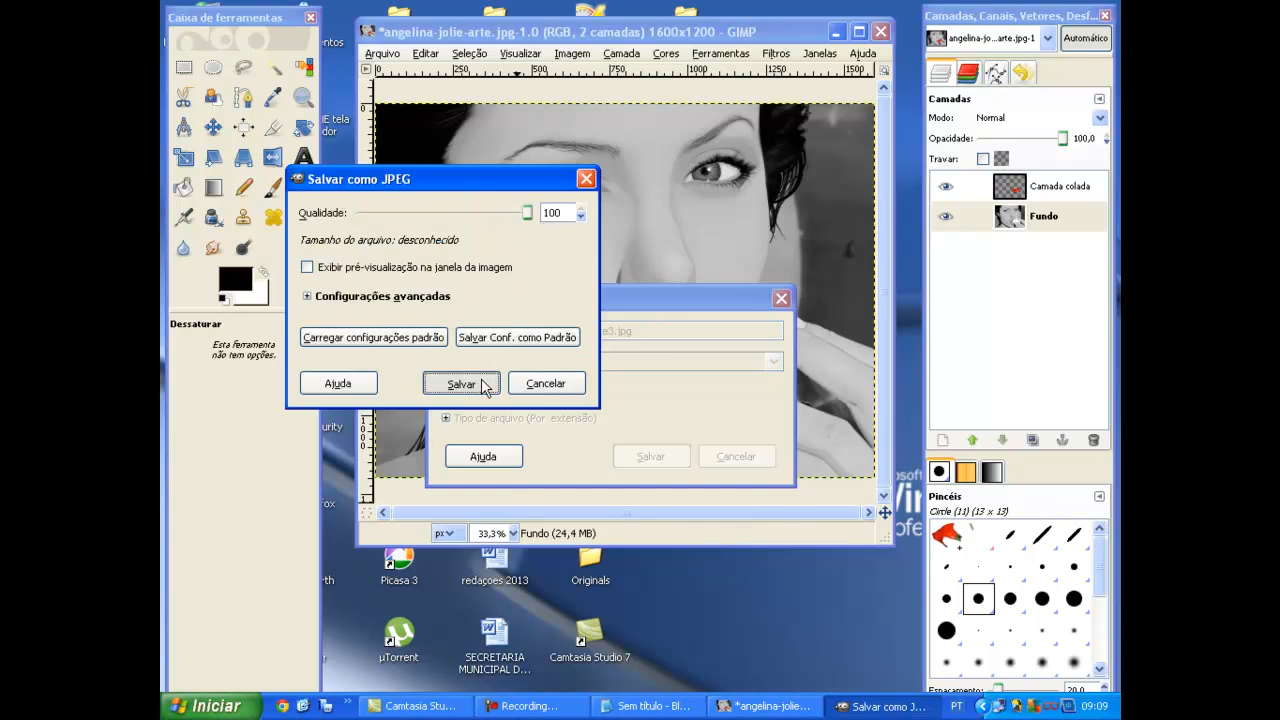 Caixa de ferramentas
Dessaturar
Esta ferramenta
não tem opções.
*angelina-jolie-arte.jpg-1.0 (RGB, 2 camadas) 1600x1200 - GIMP
Arquivo Editar Seleção Visualizar Imagem Camada Cores Ferramentas Filtros Janelas Ajuda
0 250 500 750 1000 1250 1500
Salvar como JPEG
Qualidade: 100
Tamanho do arquivo: desconhecido
Exibir pré-visualização na janela da imagem
Configurações avançadas
Carregar configurações padrão Salvar Conf. como Padrão
Ajuda Salvar Cancelar
e3.jpg
Tipo de arquivo (Por extensão)
Ajuda Salvar Cancelar
px 33,3% Fundo (24,4 MB)
Camadas, Canais, Vetores, Desf...
angelina-jo...arte.jpg-1 Automático
Camadas
Modo: Normal
Opacidade: 100,0
Travar:
Camada colada
Fundo
Pincéis
Circle (11) (13 × 13)
Espaçamento: 20,0
Picasa 3
redaçoes 2013
Originals
µTorrent
SECRETARIA
MUNICIPAL D...
Camtasia Studio 7
Iniciar
Camtasia Stu...
Recording...
Sem título - Bl...
*angelina-jolie...
Salvar como J...
PT
09:09